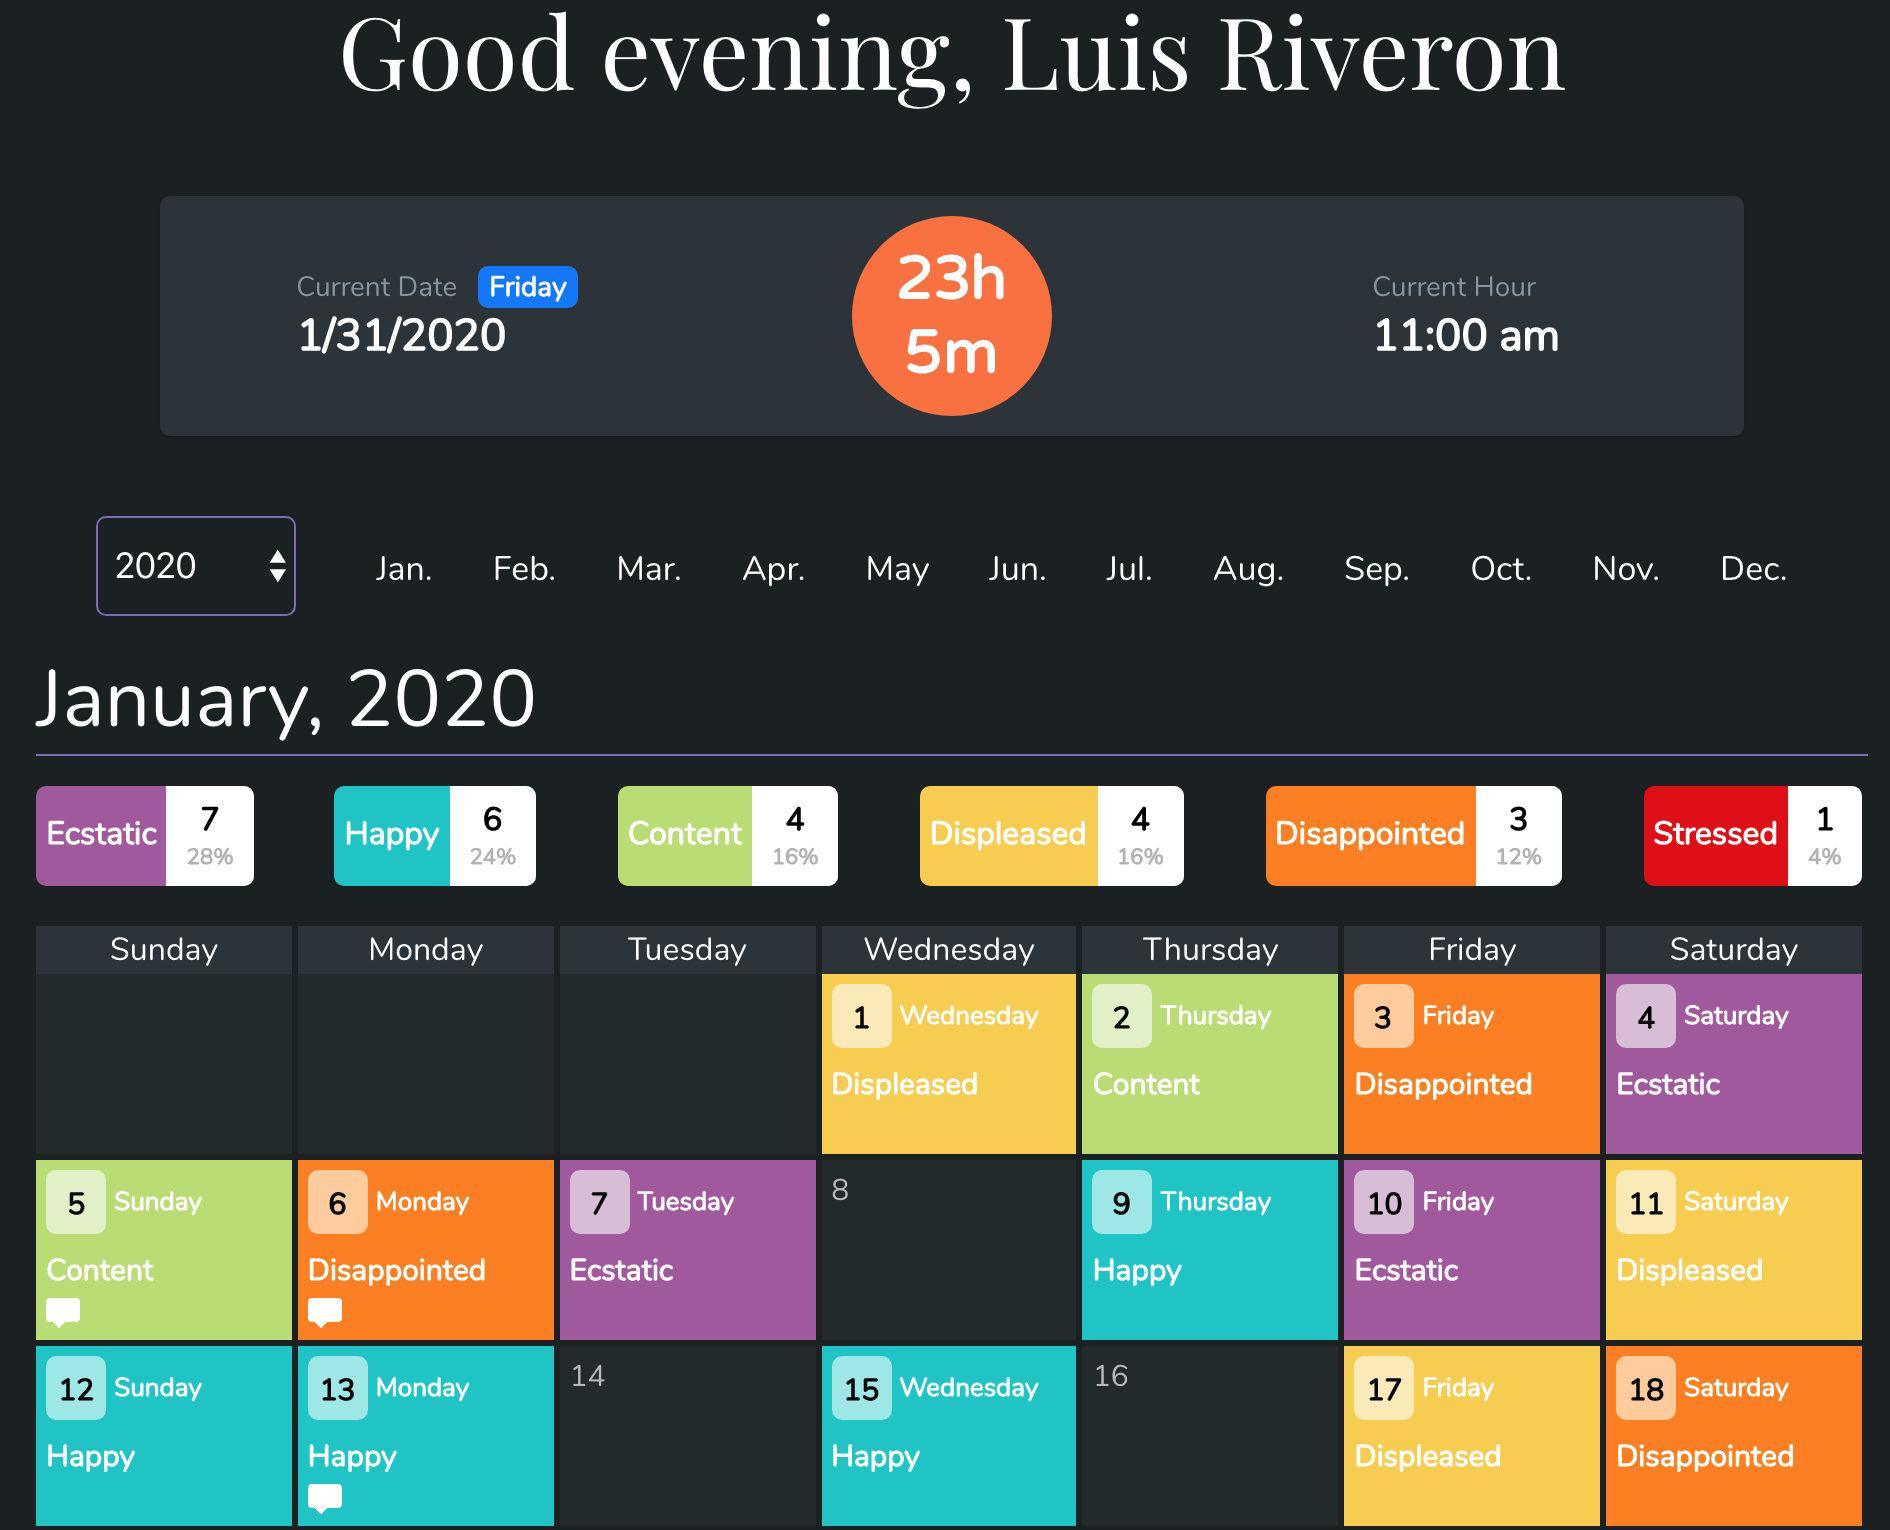 Good evening, Luis Riveron
Current Date Friday
1/31/2020
23h
5m
Current Hour
11:00 am
2020 Jan. Feb. Mar. Apr. May Jun. Jul. Aug. Sep. Oct. Nov. Dec.
January, 2020
Ecstatic 7 28%
Happy 6 24%
Content 4 16%
Displeased 4 16%
Disappointed 3 12%
Stressed 1 4%
Sunday Monday Tuesday Wednesday Thursday Friday Saturday
1 Wednesday
Displeased
2 Thursday
Content
3 Friday
Disappointed
4 Saturday
Ecstatic
5 Sunday
Content
6 Monday
Disappointed
7 Tuesday
Ecstatic
8
9 Thursday
Happy
10 Friday
Ecstatic
11 Saturday
Displeased
12 Sunday
Happy
13 Monday
Happy
14
15 Wednesday
Happy
16
17 Friday
Displeased
18 Saturday
Disappointed